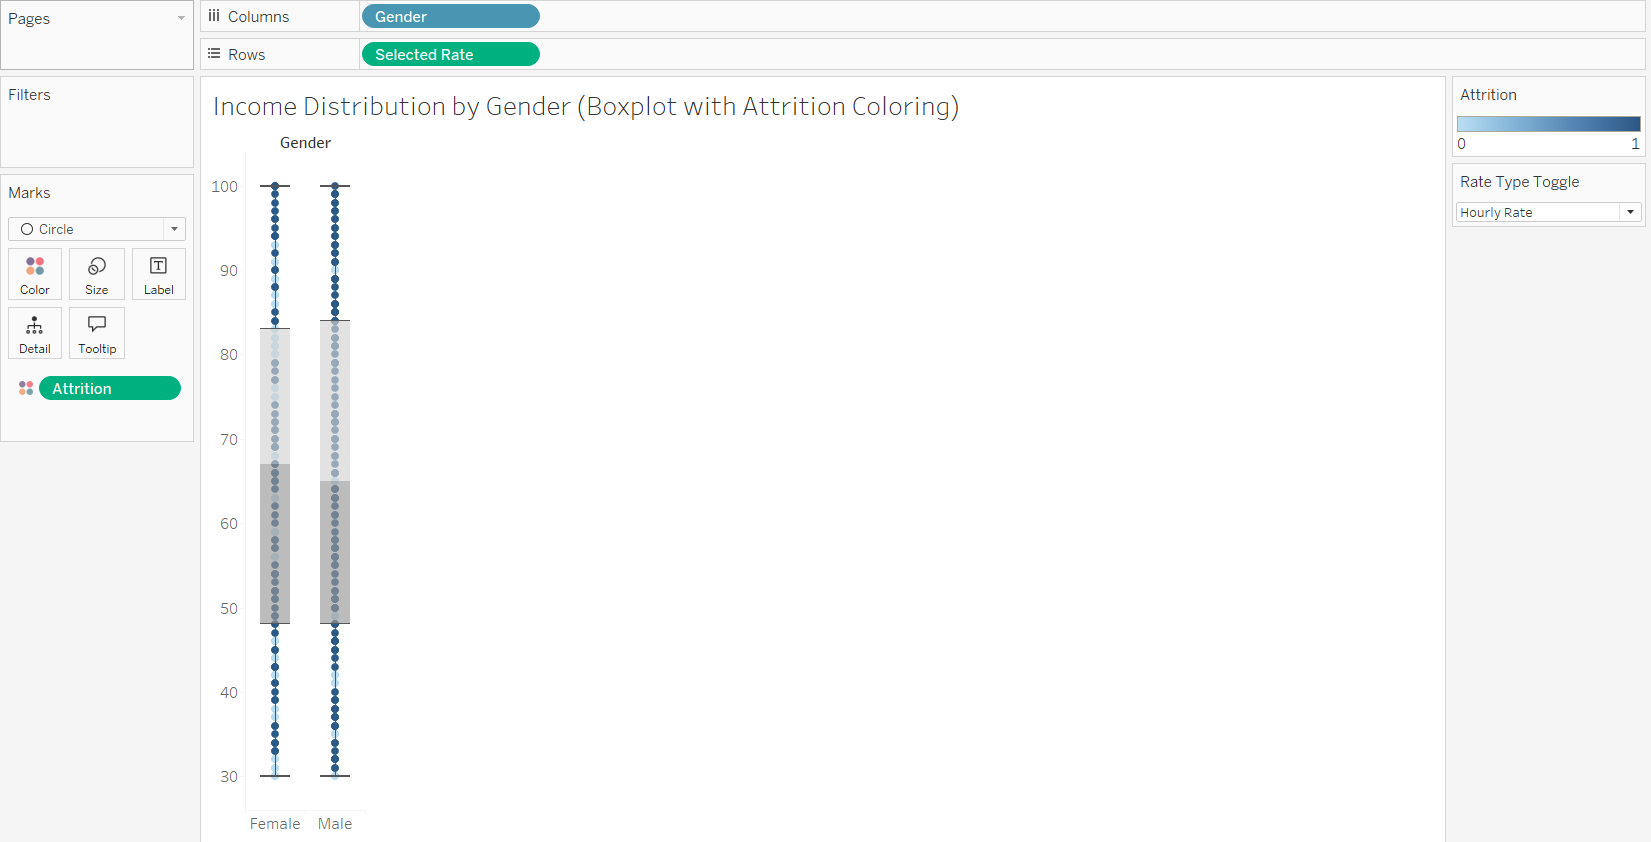 Pages
Columns
Gender
Rows
Selected Rate
Filters
Marks
Circle
Color
Size
Label
Detail
Tooltip
Attrition
Income Distribution by Gender (Boxplot with Attrition Coloring)
Gender
100
90
80
70
60
50
40
30
Female
Male
Attrition
0
1
Rate Type Toggle
Hourly Rate